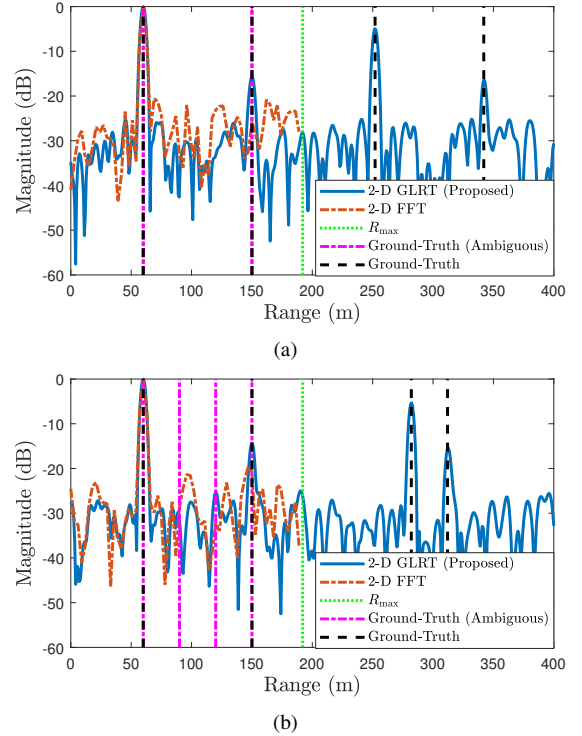 0
-10
-20
-30
-40
-50
-60
Magnitude (dB)
2-D GLRT (Proposed)
2-D FFT
R_max
Ground-Truth (Ambiguous)
Ground-Truth
0 50 100 150 200 250 300 350 400
Range (m)
(a)
0
-10
-20
-30
-40
-50
-60
Magnitude (dB)
2-D GLRT (Proposed)
2-D FFT
R_max
Ground-Truth (Ambiguous)
Ground-Truth
0 50 100 150 200 250 300 350 400
Range (m)
(b)